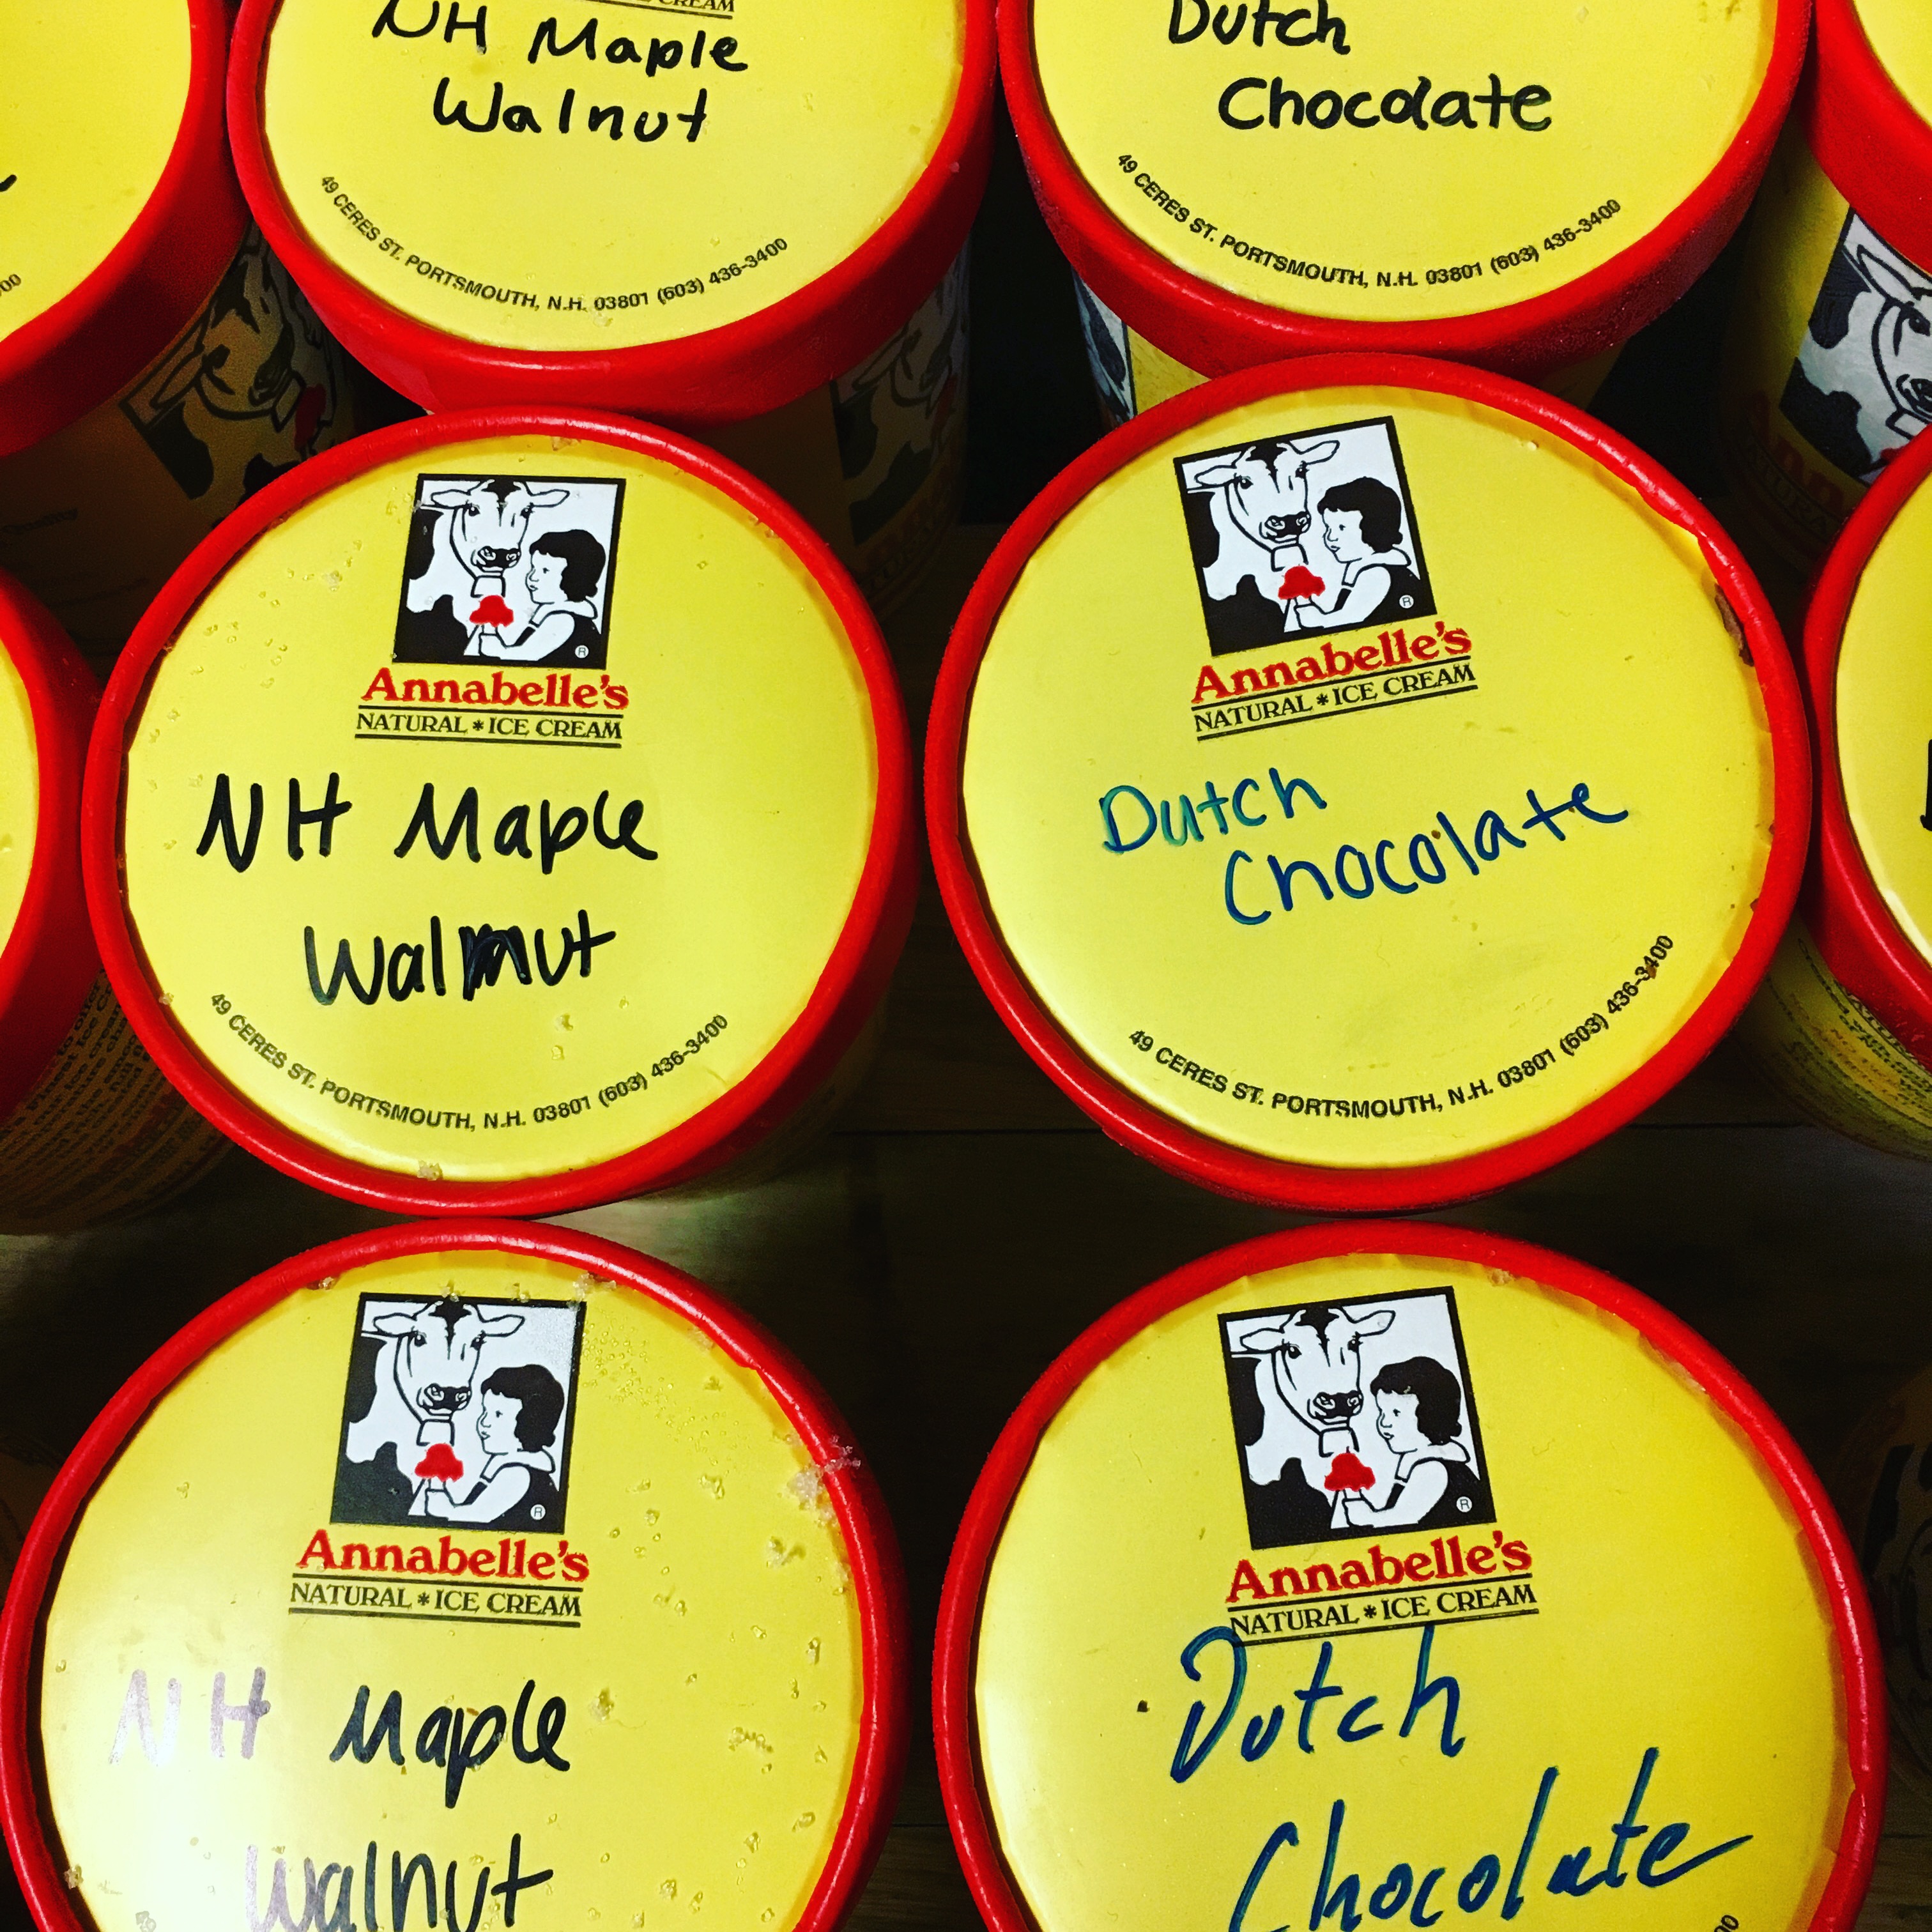 CREAM
NH Maple
Walnut
49 CERES ST. PORTSMOUTH, N.H. 03801 (603) 436-3400
Dutch
Chocolate
49 CERES ST. PORTSMOUTH, N.H. 03801 (603) 436-3400
®
Annabelle's
NATURAL * ICE CREAM
NH Maple
Walnut
49 CERES ST. PORTSMOUTH, N.H. 03801 (603) 436-3400
®
Annabelle's
NATURAL * ICE CREAM
Dutch
Chocolate
49 CERES ST. PORTSMOUTH, N.H. 03801 (603) 436-3400
®
Annabelle's
NATURAL * ICE CREAM
NH Maple
Walnut
®
Annabelle's
NATURAL * ICE CREAM
Dutch
Chocolate